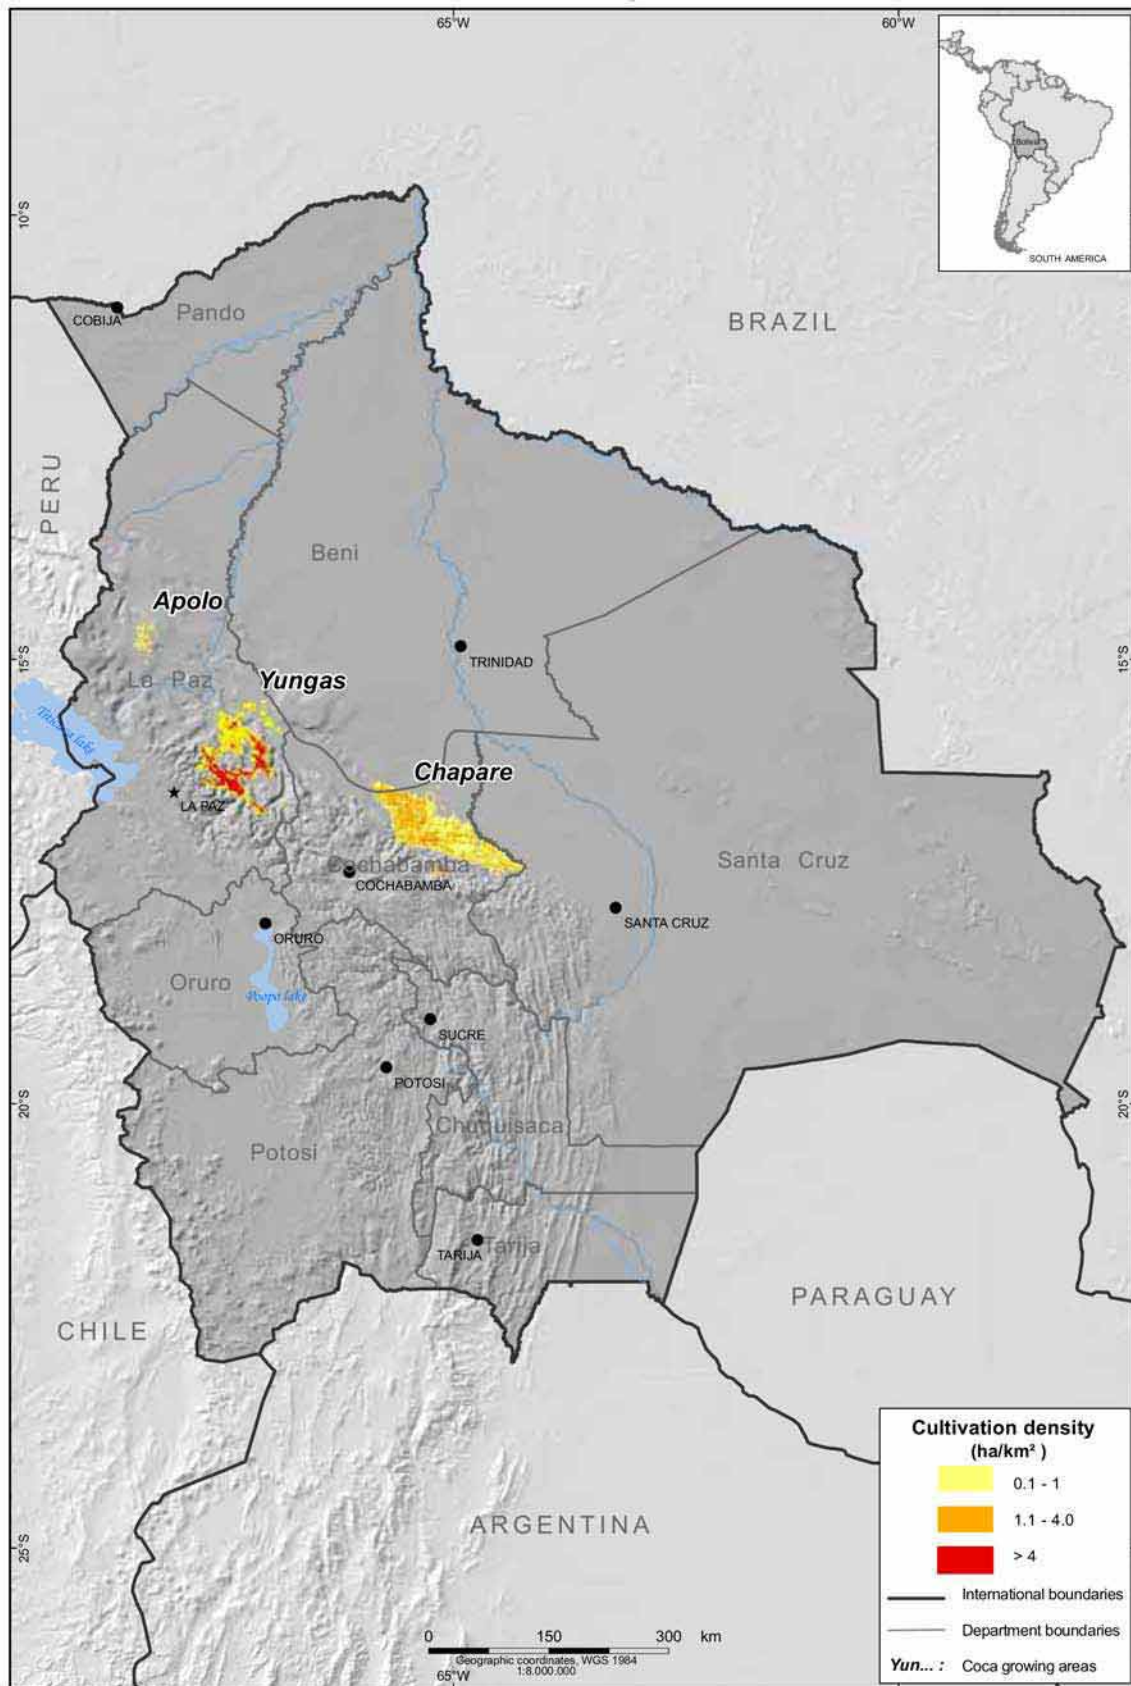 65°W
60°W
Bolivia
SOUTH AMERICA
10°S
COBIJA
Pando
BRAZIL
PERU
Beni
Apolo
15°S
TRINIDAD
15°S
La Paz
Yungas
Titicaca lake
Chapare
LA PAZ
Cochabamba
Santa Cruz
COCHABAMBA
SANTA CRUZ
ORURO
Oruro
Poopo lake
SUCRE
POTOSI
20°S
20°S
Chuquisaca
Potosi
TARIJA
Tarija
PARAGUAY
CHILE
Cultivation density
(ha/km² )
0.1 - 1
1.1 - 4.0
> 4
ARGENTINA
25°S
International boundaries
Department boundaries
Yun... : Coca growing areas
0 150 300 km
Geographic coordinates, WGS 1984
1:8.000.000
65°W